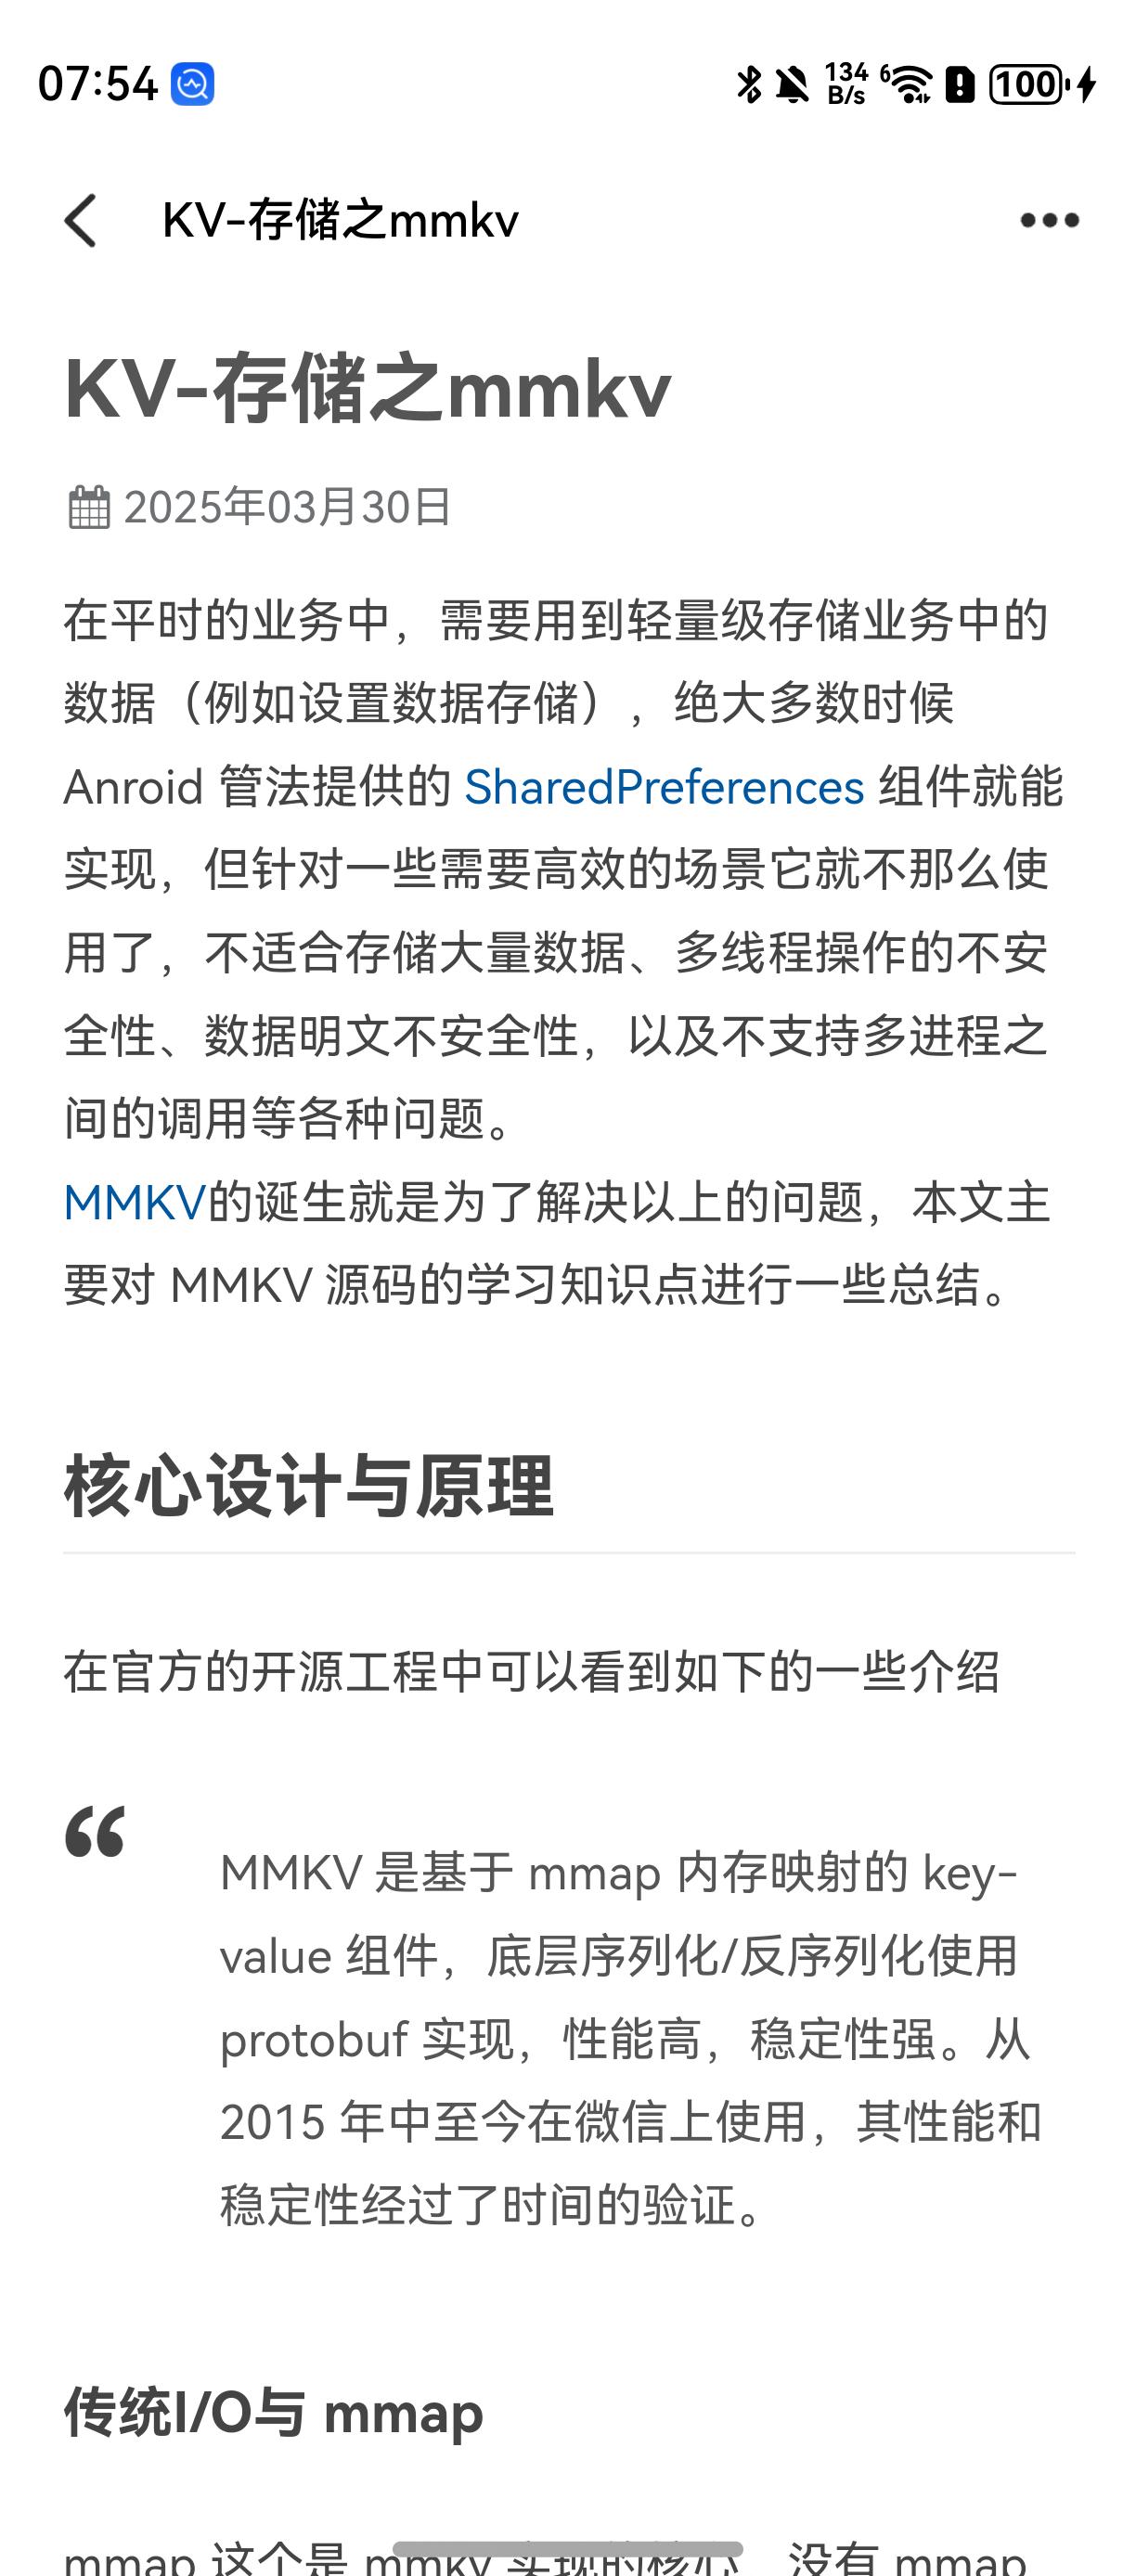 07:54
134
B/s
6
100
KV-存储之mmkv
KV-存储之mmkv
2025年03月30日
在平时的业务中，需要用到轻量级存储业务中的
数据（例如设置数据存储），绝大多数时候
Anroid 管法提供的 SharedPreferences 组件就能
实现，但针对一些需要高效的场景它就不那么使
用了，不适合存储大量数据、多线程操作的不安
全性、数据明文不安全性，以及不支持多进程之
间的调用等各种问题。
MMKV的诞生就是为了解决以上的问题，本文主
要对 MMKV 源码的学习知识点进行一些总结。
核心设计与原理
在官方的开源工程中可以看到如下的一些介绍
“
MMKV 是基于 mmap 内存映射的 key-
value 组件，底层序列化/反序列化使用
protobuf 实现，性能高，稳定性强。从
2015 年中至今在微信上使用，其性能和
稳定性经过了时间的验证。
传统I/O与 mmap
mmap 这个是 mmkv 实现的核心，没有 mmap